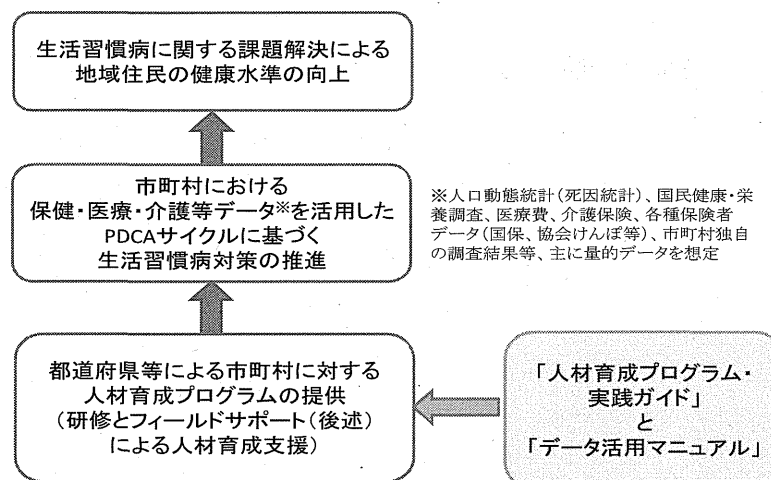 生活習慣病に関する課題解決による
地域住民の健康水準の向上
市町村における
保健・医療・介護等データ※を活用した
PDCAサイクルに基づく
生活習慣病対策の推進
※人口動態統計(死因統計)、国民健康・栄
養調査、医療費、介護保険、各種保険者
データ(国保、協会けんぽ等)、市町村独自
の調査結果等、主に量的データを想定
都道府県等による市町村に対する
人材育成プログラムの提供
(研修とフィールドサポート(後述)
による人材育成支援)
「人材育成プログラム・
実践ガイド」
と
「データ活用マニュアル」